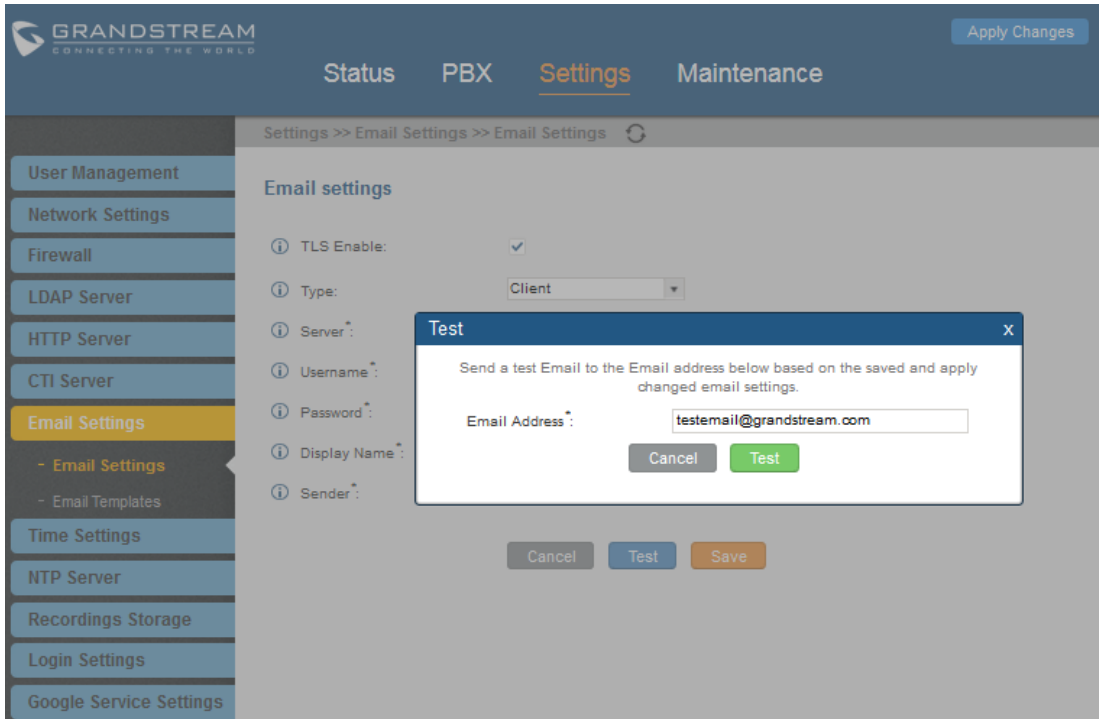 GRANDSTREAM
CONNECTING THE WORLD
Apply Changes
Status PBX Settings Maintenance
Settings >> Email Settings >> Email Settings
User Management
Network Settings
Firewall
LDAP Server
HTTP Server
CTI Server
Email Settings
- Email Settings
- Email Templates
Time Settings
NTP Server
Recordings Storage
Login Settings
Google Service Settings
Email settings
TLS Enable:
Type: Client
Server*:
Username*:
Password*:
Display Name*:
Sender*:
Test x
Send a test Email to the Email address below based on the saved and apply
changed email settings.
Email Address*: testemail@grandstream.com
Cancel Test
Cancel Test Save